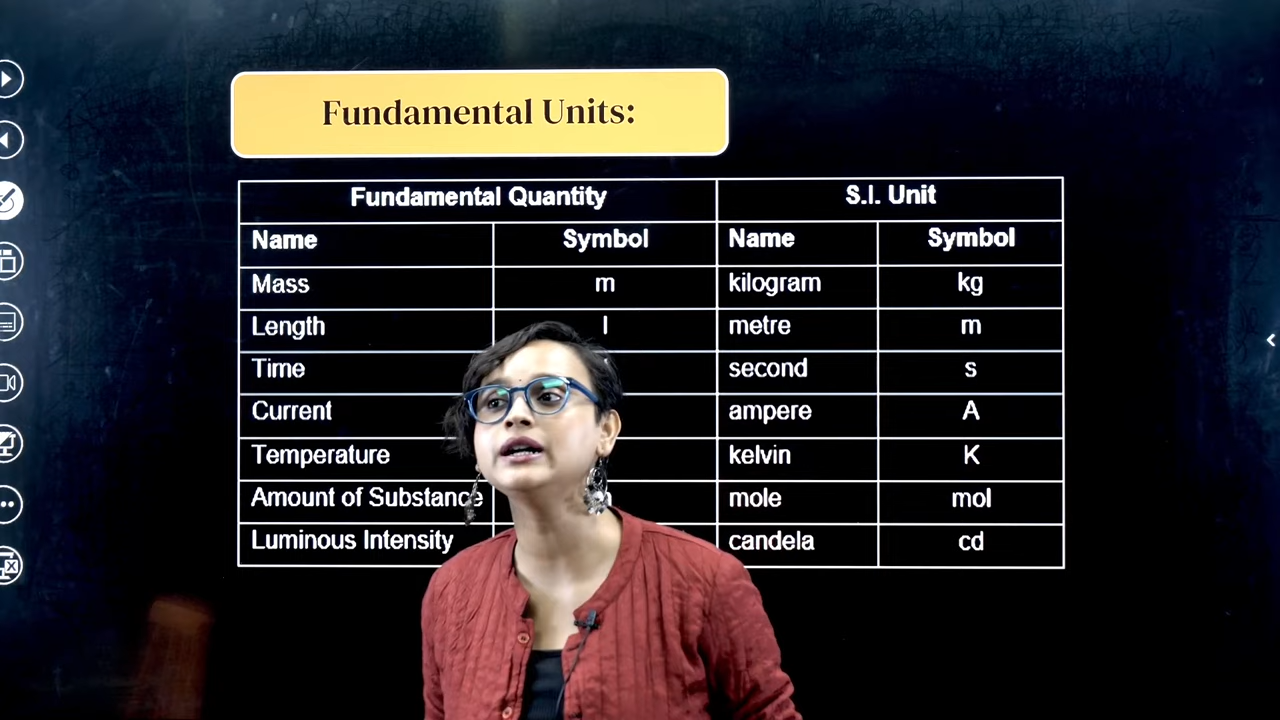 Fundamental Units:
Fundamental Quantity S.I. Unit
Name Symbol Name Symbol
Mass m kilogram kg
Length l metre m
Time second s
Current ampere A
Temperature kelvin K
Amount of Substance mole mol
Luminous Intensity candela cd